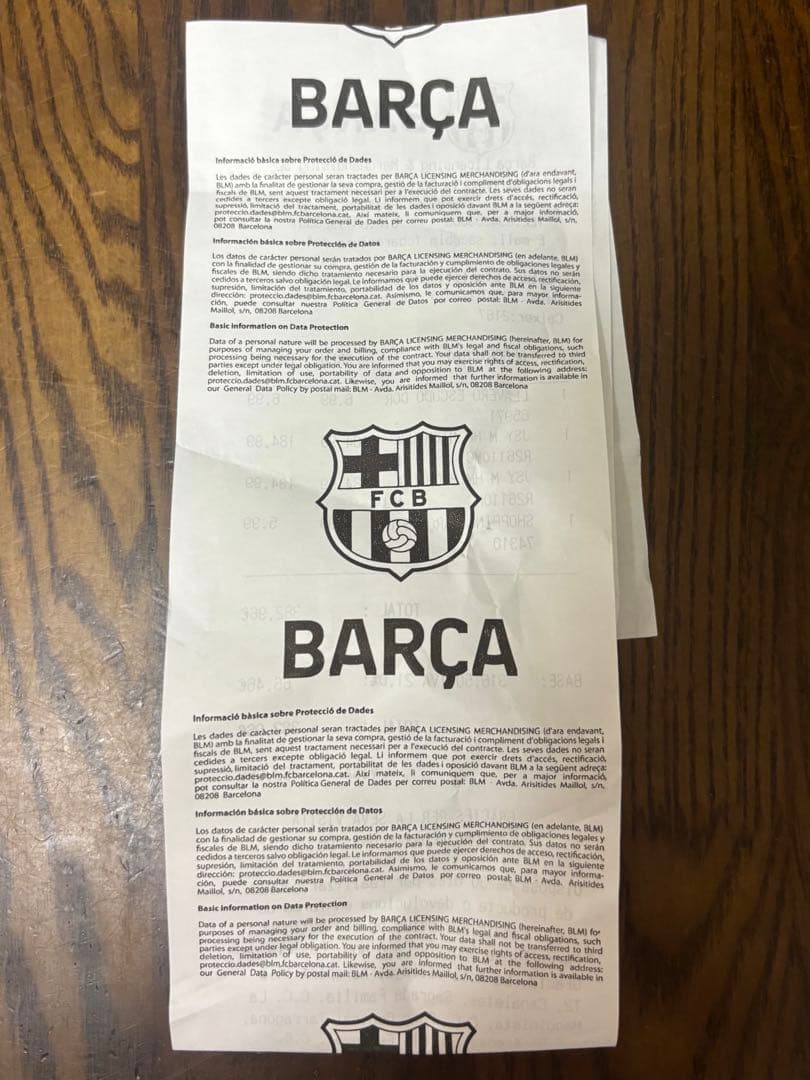 BARÇA
Informació bàsica sobre Protecció de Dades
Les dades de caràcter personal seran tractades per BARÇA LICENSING MERCHANDISING (d'ara endavant,
BLM) amb la finalitat de gestionar la seva compra, gestió de la facturació i compliment d'obligacions legals i
fiscals de BLM, sent aquest tractament necessari per a l'execució del contracte. Les seves dades no seran
cedides a tercers excepte obligació legal. Li informem que pot exercir drets d'accés, rectificació,
supressió, limitació del tractament, portabilitat de les dades i oposició davant BLM a la següent adreça:
proteccio.dades@blm.fcbarcelona.cat. Així mateix, li comuniquem que, per a major informació,
pot consultar la nostra Política General de Dades per correu postal: BLM - Avda. Arisitides Maillol, s/n,
08208 Barcelona
Información básica sobre Protección de Datos
Los datos de carácter personal serán tratados por BARÇA LICENSING MERCHANDISING (en adelante, BLM)
con la finalidad de gestionar su compra, gestión de la facturación y cumplimiento de obligaciones legales y
fiscales de BLM, siendo dicho tratamiento necesario para la ejecución del contrato. Sus datos no serán
cedidos a terceros salvo obligación legal. Le informamos que puede ejercer derechos de acceso, rectificación,
supresión, limitación del tratamiento, portabilidad de los datos y oposición ante BLM en la siguiente
dirección: proteccio.dades@blm.fcbarcelona.cat. Asimismo, le comunicamos que, para mayor informa-
ción, puede consultar nuestra Política General de Datos por correo postal: BLM - Avda. Arisitides
Maillol, s/n, 08208 Barcelona
Basic Information on Data Protection
Data of a personal nature will be processed by BARÇA LICENSING MERCHANDISING (hereinafter, BLM) for
purposes of managing your order and billing, compliance with BLM's legal and fiscal obligations, such
processing being necessary for the execution of the contract. Your data shall not be transferred to third
parties except under legal obligation. You are informed that you may exercise rights of access, rectification,
deletion, limitation of use, portability of data and opposition to BLM at the following address:
proteccio.dades@blm.fcbarcelona.cat. Likewise, you are informed that further information is available in
our General Data Policy by postal mail: BLM - Avda. Arisitides Maillol, s/n, 08208 Barcelona
FCB
BARÇA
Informació bàsica sobre Protecció de Dades
Les dades de caràcter personal seran tractades per BARÇA LICENSING MERCHANDISING (d'ara endavant,
BLM) amb la finalitat de gestionar la seva compra, gestió de la facturació i compliment d'obligacions legals i
fiscals de BLM, sent aquest tractament necessari per a l'execució del contracte. Les seves dades no seran
cedides a tercers excepte obligació legal. Li informem que pot exercir drets d'accés, rectificació,
supressió, limitació del tractament, portabilitat de les dades i oposició davant BLM a la següent adreça:
proteccio.dades@blm.fcbarcelona.cat. Així mateix, li comuniquem que, per a major informació,
pot consultar la nostra Política General de Dades per correu postal: BLM - Avda. Arisitides Maillol, s/n,
08208 Barcelona
Información básica sobre Protección de Datos
Los datos de carácter personal serán tratados por BARÇA LICENSING MERCHANDISING (en adelante, BLM)
con la finalidad de gestionar su compra, gestión de la facturación y cumplimiento de obligaciones legales y
fiscales de BLM, siendo dicho tratamiento necesario para la ejecución del contrato. Sus datos no serán
cedidos a terceros salvo obligación legal. Le informamos que puede ejercer derechos de acceso, rectificación,
supresión, limitación del tratamiento, portabilidad de los datos y oposición ante BLM en la siguiente
dirección: proteccio.dades@blm.fcbarcelona.cat. Asimismo, le comunicamos que, para mayor informa-
ción, puede consultar nuestra Política General de Datos por correo postal: BLM - Avda. Arisitides
Maillol, s/n, 08208 Barcelona
Basic Information on Data Protection
Data of a personal nature will be processed by BARÇA LICENSING MERCHANDISING (hereinafter, BLM) for
purposes of managing your order and billing, compliance with BLM's legal and fiscal obligations, such
processing being necessary for the execution of the contract. Your data shall not be transferred to third
parties except under legal obligation. You are informed that you may exercise rights of access, rectification,
deletion, limitation of use, portability of data and opposition to BLM at the following address:
proteccio.dades@blm.fcbarcelona.cat. Likewise, you are informed that further information is available in
our General Data Policy by postal mail: BLM - Avda. Arisitides Maillol, s/n, 08208 Barcelona